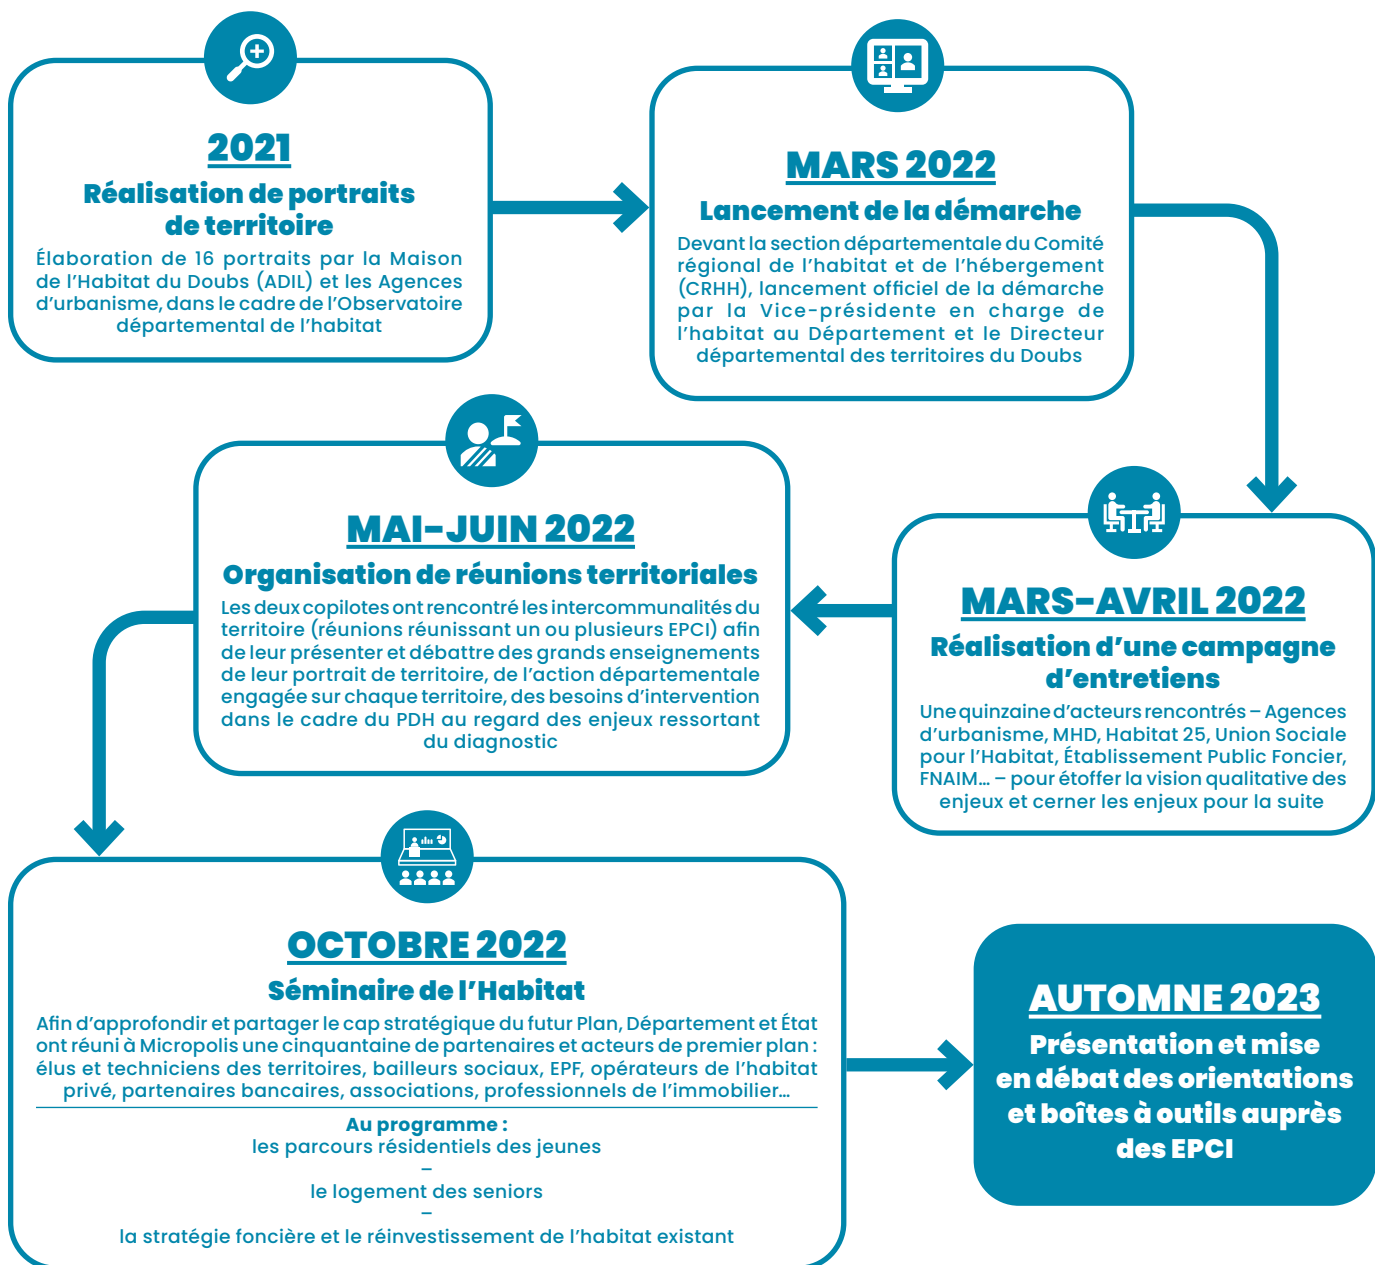 2021
Réalisation de portraits
de territoire
Élaboration de 16 portraits par la Maison
de l’Habitat du Doubs (ADIL) et les Agences
d’urbanisme, dans le cadre de l’Observatoire
départemental de l’habitat
MARS 2022
Lancement de la démarche
Devant la section départementale du Comité
régional de l’habitat et de l’hébergement
(CRHH), lancement officiel de la démarche
par la Vice-présidente en charge de
l’habitat au Département et le Directeur
départemental des territoires du Doubs
MARS-AVRIL 2022
Réalisation d’une campagne
d’entretiens
Une quinzaine d’acteurs rencontrés – Agences
d’urbanisme, MHD, Habitat 25, Union Sociale
pour l’Habitat, Établissement Public Foncier,
FNAIM... – pour étoffer la vision qualitative des
enjeux et cerner les enjeux pour la suite
MAI-JUIN 2022
Organisation de réunions territoriales
Les deux copilotes ont rencontré les intercommunalités du
territoire (réunions réunissant un ou plusieurs EPCI) afin
de leur présenter et débattre des grands enseignements
de leur portrait de territoire, de l’action départementale
engagée sur chaque territoire, des besoins d’intervention
dans le cadre du PDH au regard des enjeux ressortant
du diagnostic
OCTOBRE 2022
Séminaire de l’Habitat
Afin d’approfondir et partager le cap stratégique du futur Plan, Département et État
ont réuni à Micropolis une cinquantaine de partenaires et acteurs de premier plan :
élus et techniciens des territoires, bailleurs sociaux, EPF, opérateurs de l’habitat
privé, partenaires bancaires, associations, professionnels de l’immobilier...
Au programme :
les parcours résidentiels des jeunes
–
le logement des seniors
–
la stratégie foncière et le réinvestissement de l’habitat existant
AUTOMNE 2023
Présentation et mise
en débat des orientations
et boîtes à outils auprès
des EPCI